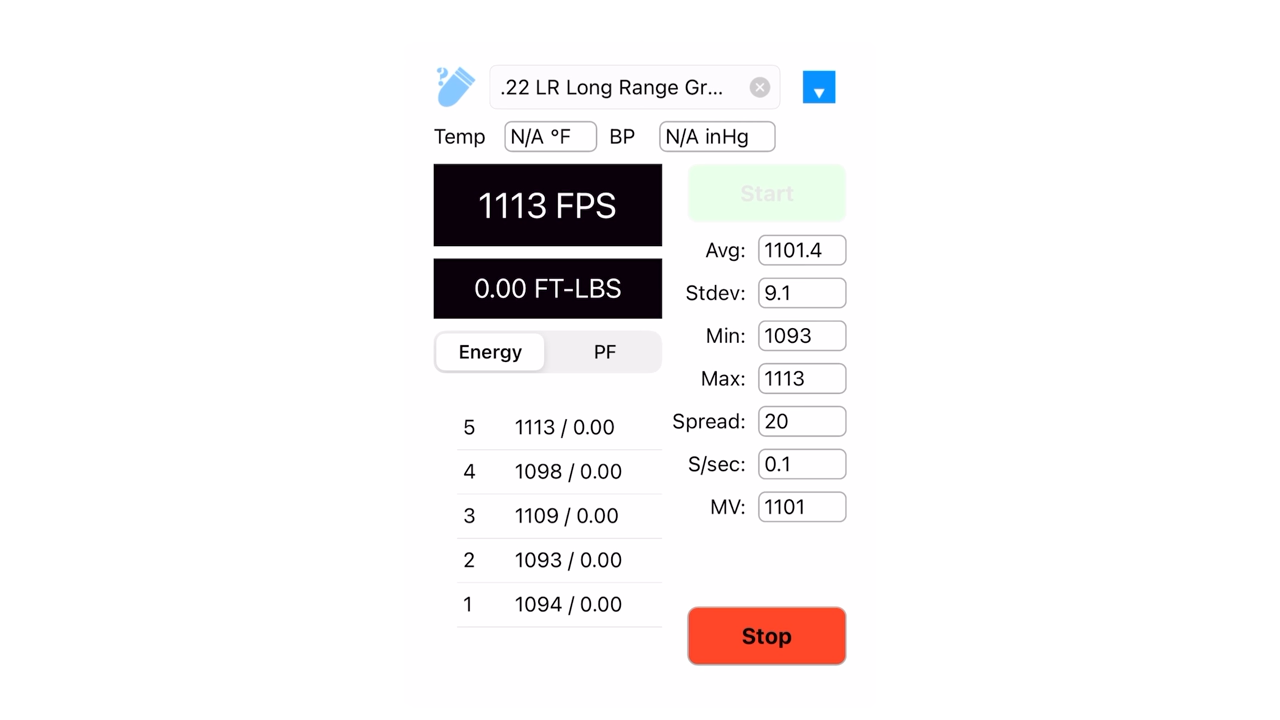 .22 LR Long Range Gr...
Temp N/A °F BP N/A inHg
1113 FPS
0.00 FT-LBS
Energy PF
5 1113 / 0.00
4 1098 / 0.00
3 1109 / 0.00
2 1093 / 0.00
1 1094 / 0.00
Start
Avg: 1101.4
Stdev: 9.1
Min: 1093
Max: 1113
Spread: 20
S/sec: 0.1
MV: 1101
Stop